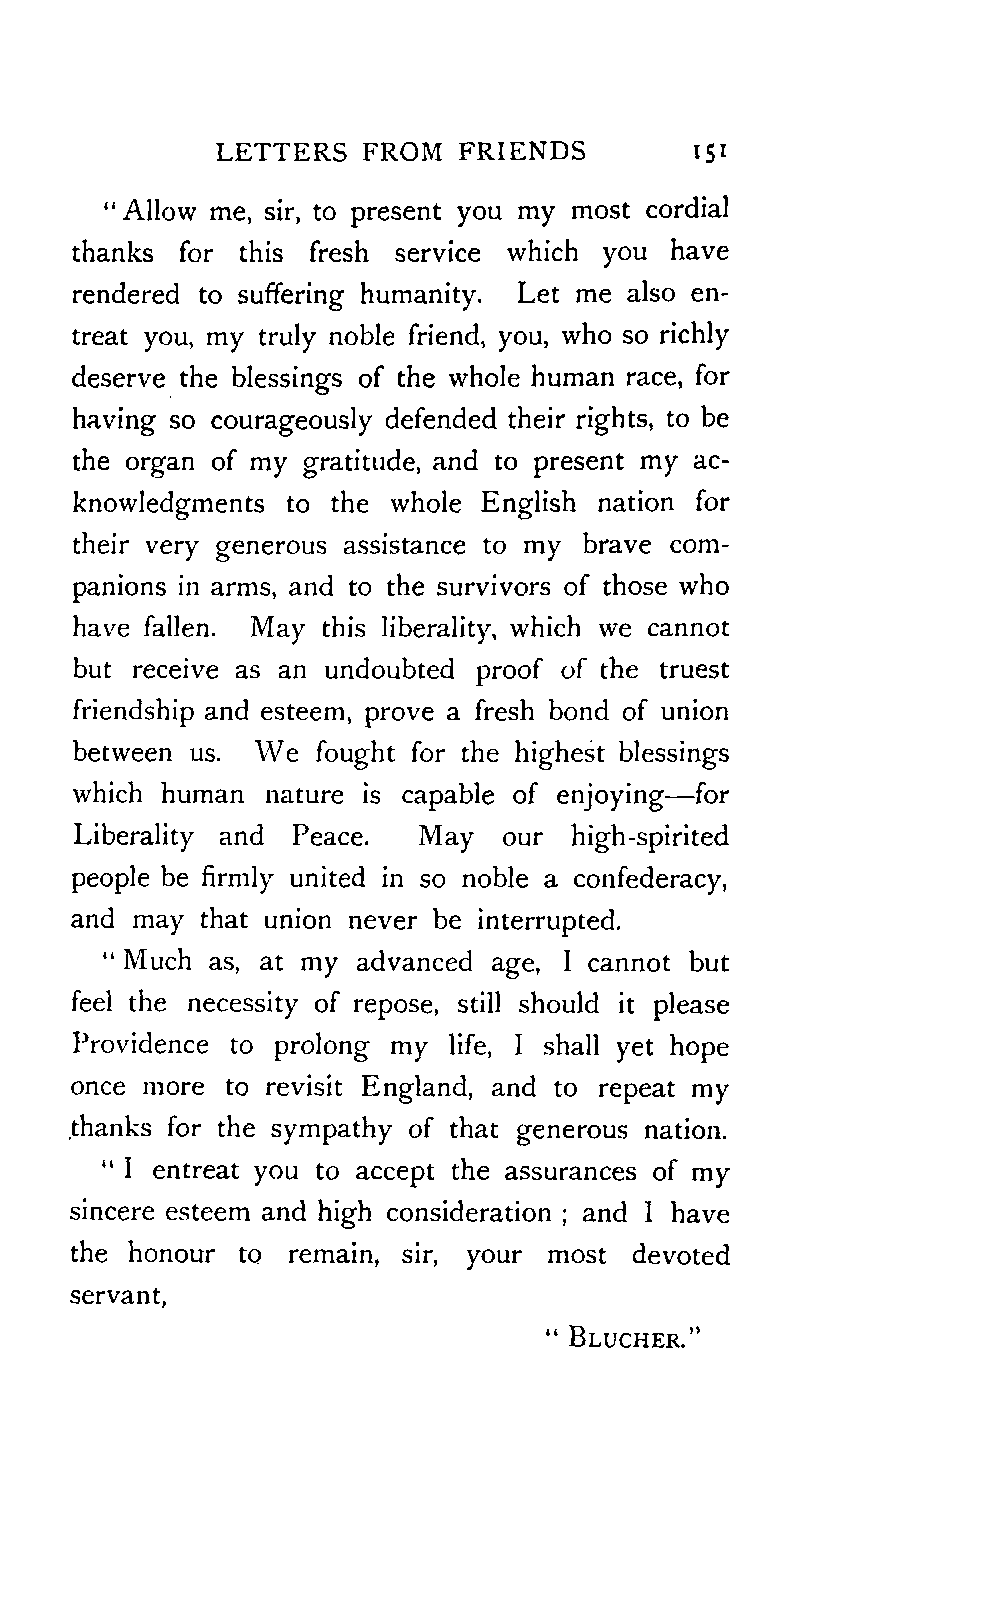 LETTERS FROM FRIENDS 151
“ Allow me, sir, to present you my most cordial
thanks for this fresh service which you have
rendered to suffering humanity. Let me also en-
treat you, my truly noble friend, you, who so richly
deserve the blessings of the whole human race, for
having so courageously defended their rights, to be
the organ of my gratitude, and to present my ac-
knowledgments to the whole English nation for
their very generous assistance to my brave com-
panions in arms, and to the survivors of those who
have fallen. May this liberality, which we cannot
but receive as an undoubted proof of the truest
friendship and esteem, prove a fresh bond of union
between us. We fought for the highest blessings
which human nature is capable of enjoying—for
Liberality and Peace. May our high-spirited
people be firmly united in so noble a confederacy,
and may that union never be interrupted.
“ Much as, at my advanced age, I cannot but
feel the necessity of repose, still should it please
Providence to prolong my life, I shall yet hope
once more to revisit England, and to repeat my
thanks for the sympathy of that generous nation.
“ I entreat you to accept the assurances of my
sincere esteem and high consideration ; and I have
the honour to remain, sir, your most devoted
servant,
“ BLUCHER.”